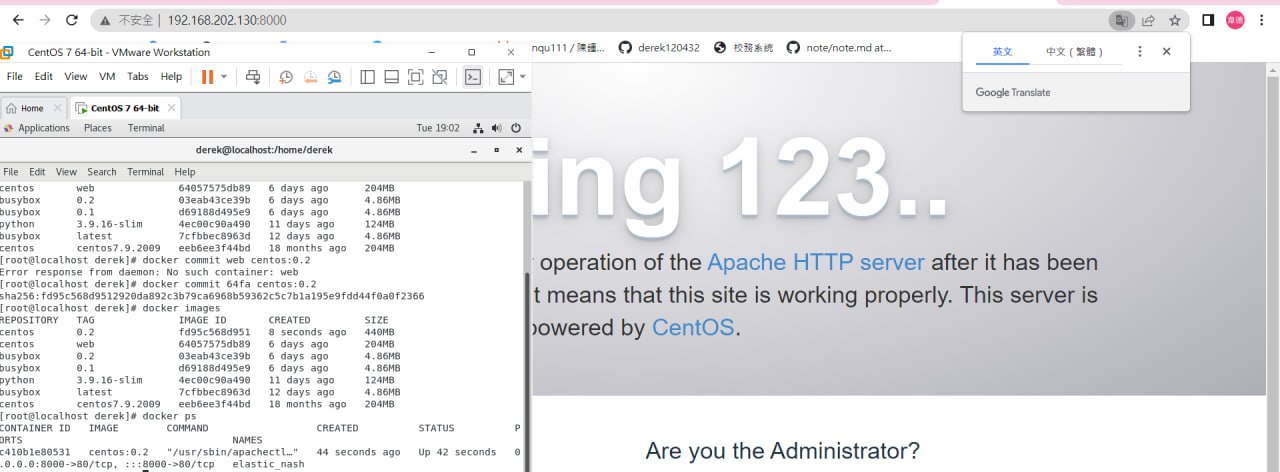 不安全 | 192.168.202.130:8000
CentOS 7 64-bit - VMware Workstation
nqu111 / 陳鍾...
derek120432
校務系統
note/note.md at...
英文
中文（繁體）
Google Translate
File Edit View VM Tabs Help
Home
CentOS 7 64-bit
Applications Places Terminal
Tue 19:02
derek@localhost:/home/derek
File Edit View Search Terminal Help
centos web 64057575db89 6 days ago 204MB
busybox 0.2 03eab43ce39b 6 days ago 4.86MB
busybox 0.1 d69188d495e9 6 days ago 4.86MB
python 3.9.16-slim 4ec00c90a490 11 days ago 124MB
busybox latest 7cfbbec8963d 12 days ago 4.86MB
centos centos7.9.2009 eeb6ee3f44bd 18 months ago 204MB
[root@localhost derek]# docker commit web centos:0.2
Error response from daemon: No such container: web
[root@localhost derek]# docker commit 64fa centos:0.2
sha256:fd95c568d9512920da892c3b79ca6968b59362c5c7b1a195e9fdd44f0a0f2366
[root@localhost derek]# docker images
REPOSITORY TAG IMAGE ID CREATED SIZE
centos 0.2 fd95c568d951 8 seconds ago 440MB
centos web 64057575db89 6 days ago 204MB
busybox 0.2 03eab43ce39b 6 days ago 4.86MB
busybox 0.1 d69188d495e9 6 days ago 4.86MB
python 3.9.16-slim 4ec00c90a490 11 days ago 124MB
busybox latest 7cfbbec8963d 12 days ago 4.86MB
centos centos7.9.2009 eeb6ee3f44bd 18 months ago 204MB
[root@localhost derek]# docker ps
CONTAINER ID IMAGE COMMAND CREATED STATUS P
ORTS NAMES
c410b1e80531 centos:0.2 "/usr/sbin/apachectl…" 44 seconds ago Up 42 seconds 0
.0.0.0:8000->80/tcp, :::8000->80/tcp elastic_nash
ing 123..
operation of the Apache HTTP server after it has been
t means that this site is working properly. This server is
powered by CentOS.
Are you the Administrator?